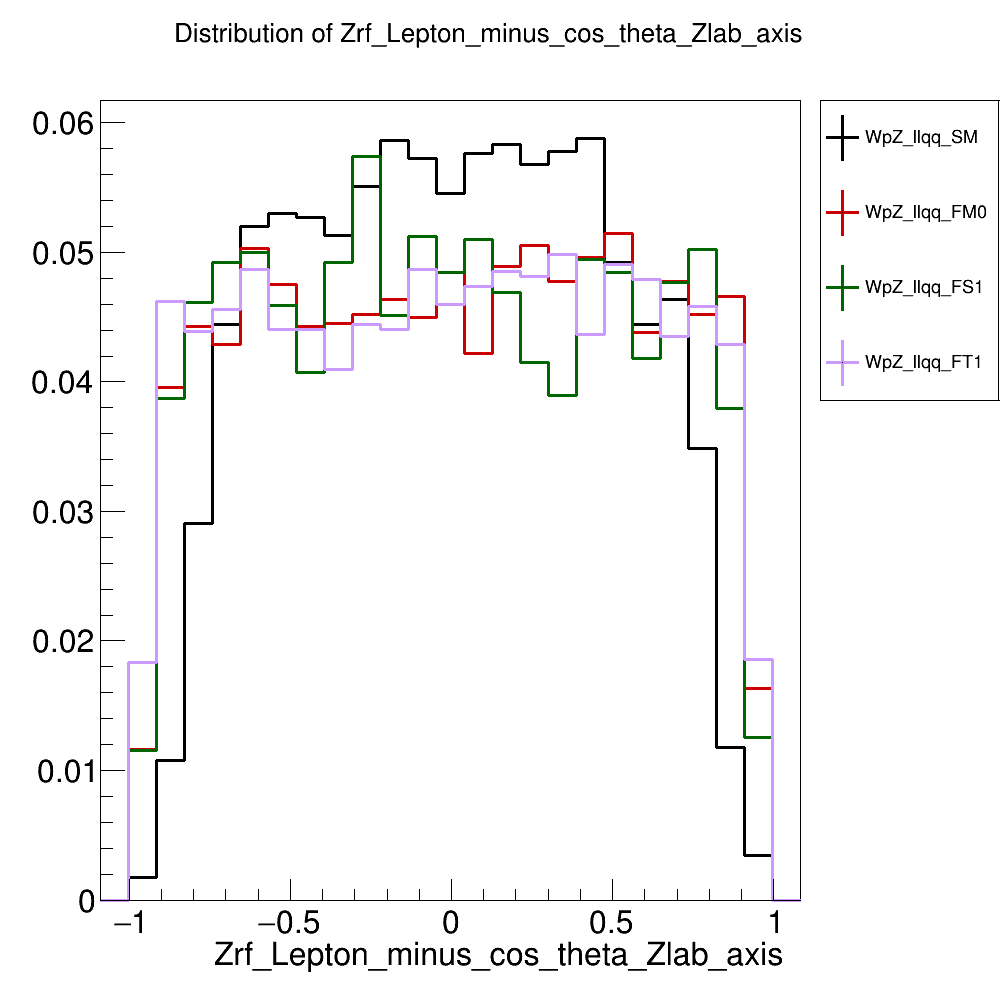 Distribution of Zrf_Lepton_minus_cos_theta_Zlab_axis
0.06
0.05
0.04
0.03
0.02
0.01
0
−1
−0.5
0
0.5
1
Zrf_Lepton_minus_cos_theta_Zlab_axis
WpZ_llqq_SM
WpZ_llqq_FM0
WpZ_llqq_FS1
WpZ_llqq_FT1